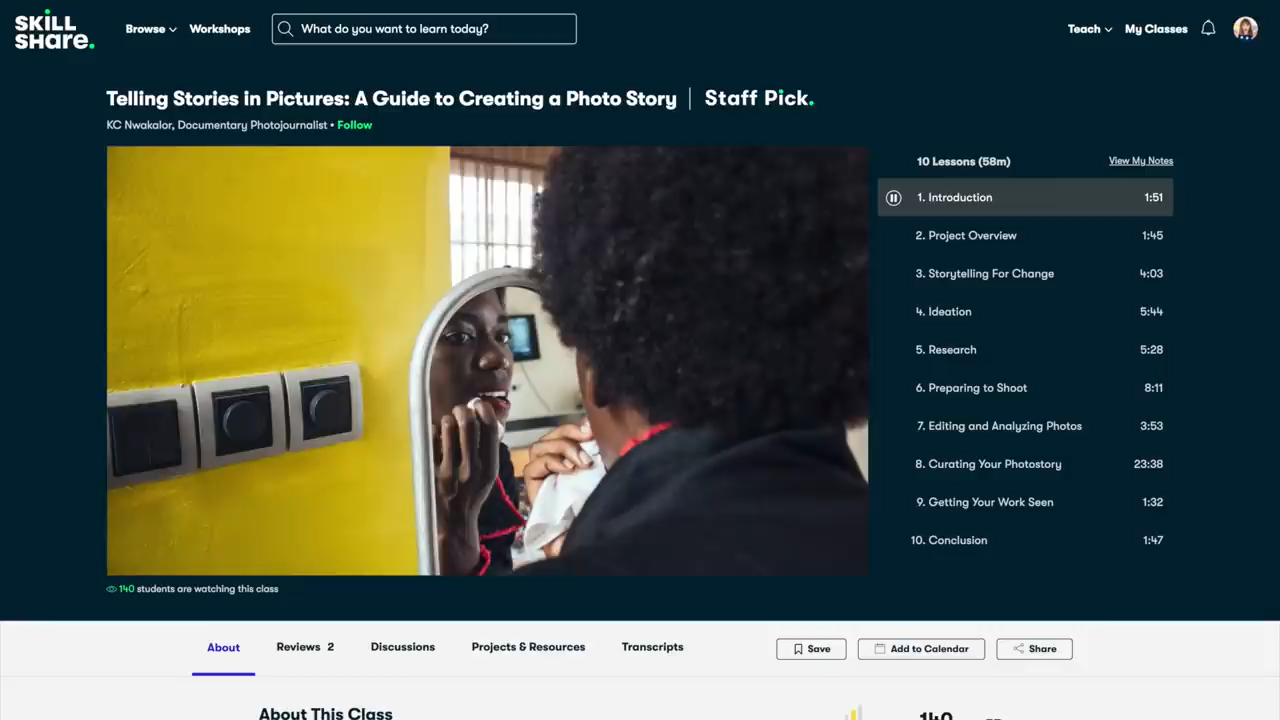 SKiLL
SHare.
Browse
Workshops
What do you want to learn today?
Teach
My Classes
Telling Stories in Pictures: A Guide to Creating a Photo Story
Staff Pick.
KC Nwakalor, Documentary Photojournalist • Follow
10 Lessons (58m)
View My Notes
1. Introduction 1:51
2. Project Overview 1:45
3. Storytelling For Change 4:03
4. Ideation 5:44
5. Research 5:28
6. Preparing to Shoot 8:11
7. Editing and Analyzing Photos 3:53
8. Curating Your Photostory 23:38
9. Getting Your Work Seen 1:32
10. Conclusion 1:47
140 students are watching this class
About
Reviews 2
Discussions
Projects & Resources
Transcripts
Save
Add to Calendar
Share
About This Class
140